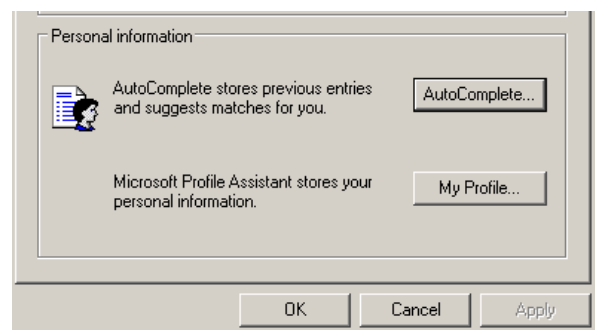 Personal information
AutoComplete stores previous entries
and suggests matches for you.
AutoComplete...
Microsoft Profile Assistant stores your
personal information.
My Profile...
OK
Cancel
Apply